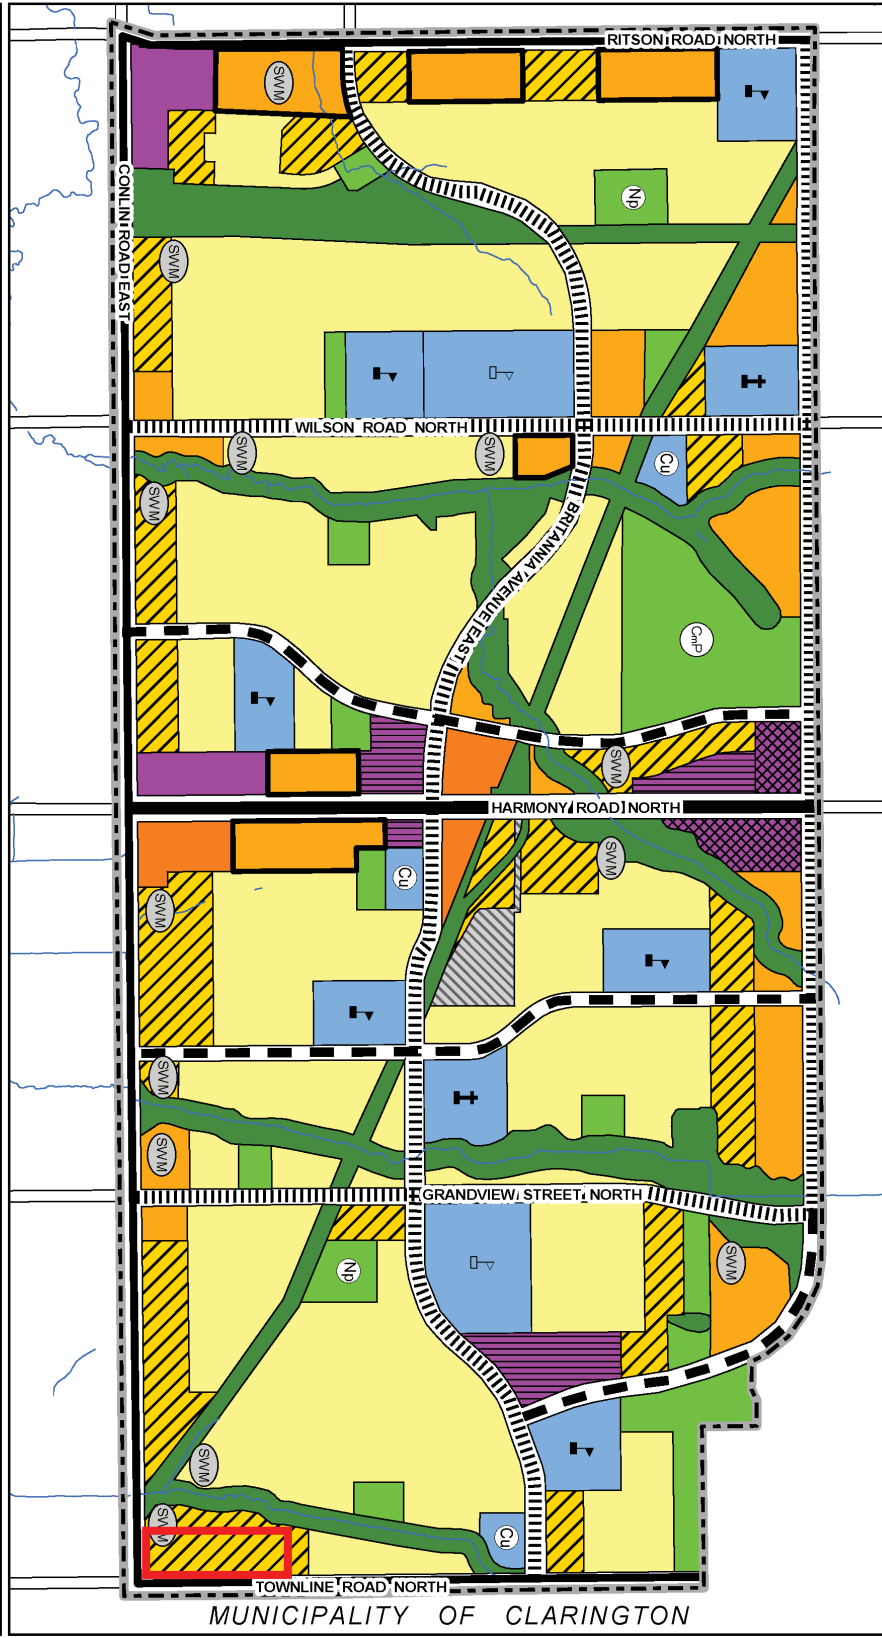 RITSON ROAD NORTH
SWM
Np
CONLIN ROAD EAST
SWM
WILSON ROAD NORTH
SWM
SWM
Cu
SWM
BRITANNIA AVENUE EAST
CmP
SWM
HARMONY ROAD NORTH
SWM
Cu
SWM
SWM
SWM
GRANDVIEW STREET NORTH
Np
SWM
SWM
SWM
Cu
TOWNLINE ROAD NORTH
MUNICIPALITY OF CLARINGTON